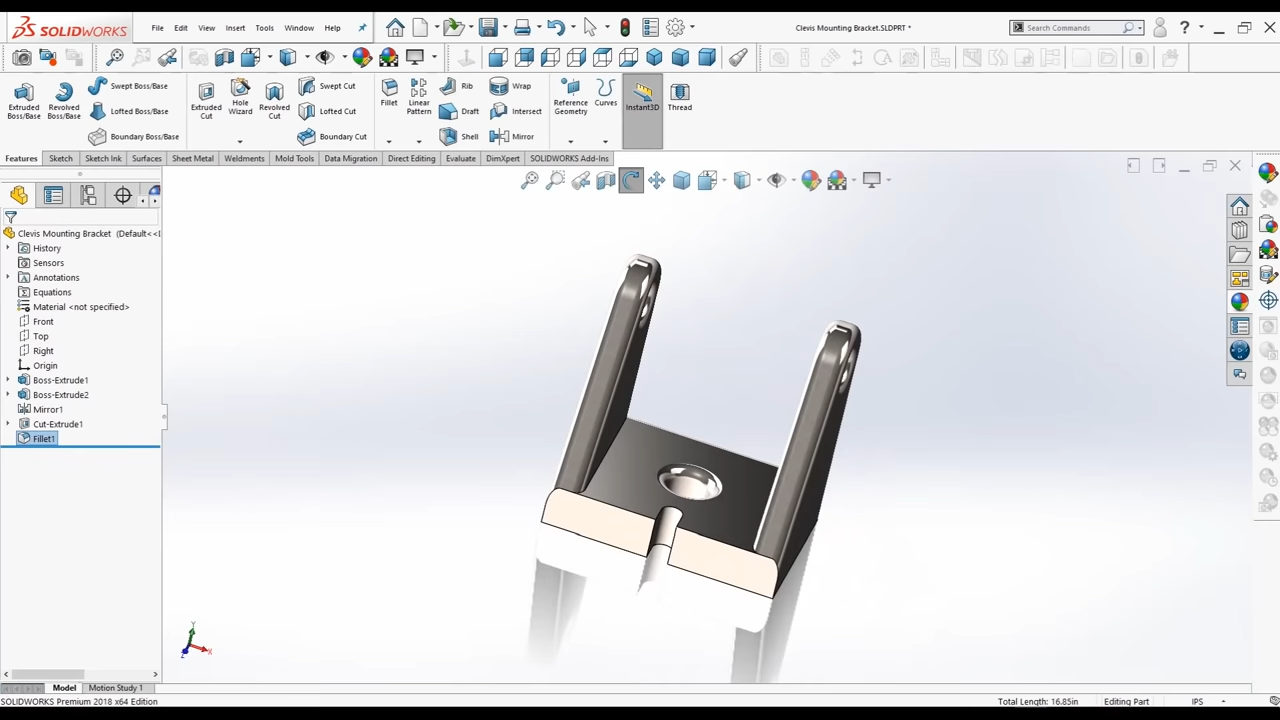 SOLIDWORKS File Edit View Insert Tools Window Help Clevis Mounting Bracket.SLDPRT * Search Commands ?
Extruded Boss/Base
Revolved Boss/Base
Swept Boss/Base
Lofted Boss/Base
Boundary Boss/Base
Extruded Cut
Hole Wizard
Revolved Cut
Swept Cut
Lofted Cut
Boundary Cut
Fillet
Linear Pattern
Rib
Draft
Shell
Wrap
Intersect
Mirror
Reference Geometry
Curves
Instant3D
Thread
Features Sketch Sketch Ink Surfaces Sheet Metal Weldments Mold Tools Data Migration Direct Editing Evaluate DimXpert SOLIDWORKS Add-Ins
Clevis Mounting Bracket (Default<<
History
Sensors
Annotations
Equations
Material <not specified>
Front
Top
Right
Origin
Boss-Extrude1
Boss-Extrude2
Mirror1
Cut-Extrude1
Fillet1
Y
X
Z
Model Motion Study 1
SOLIDWORKS Premium 2018 x64 Edition Total Length: 16.85in Editing Part IPS